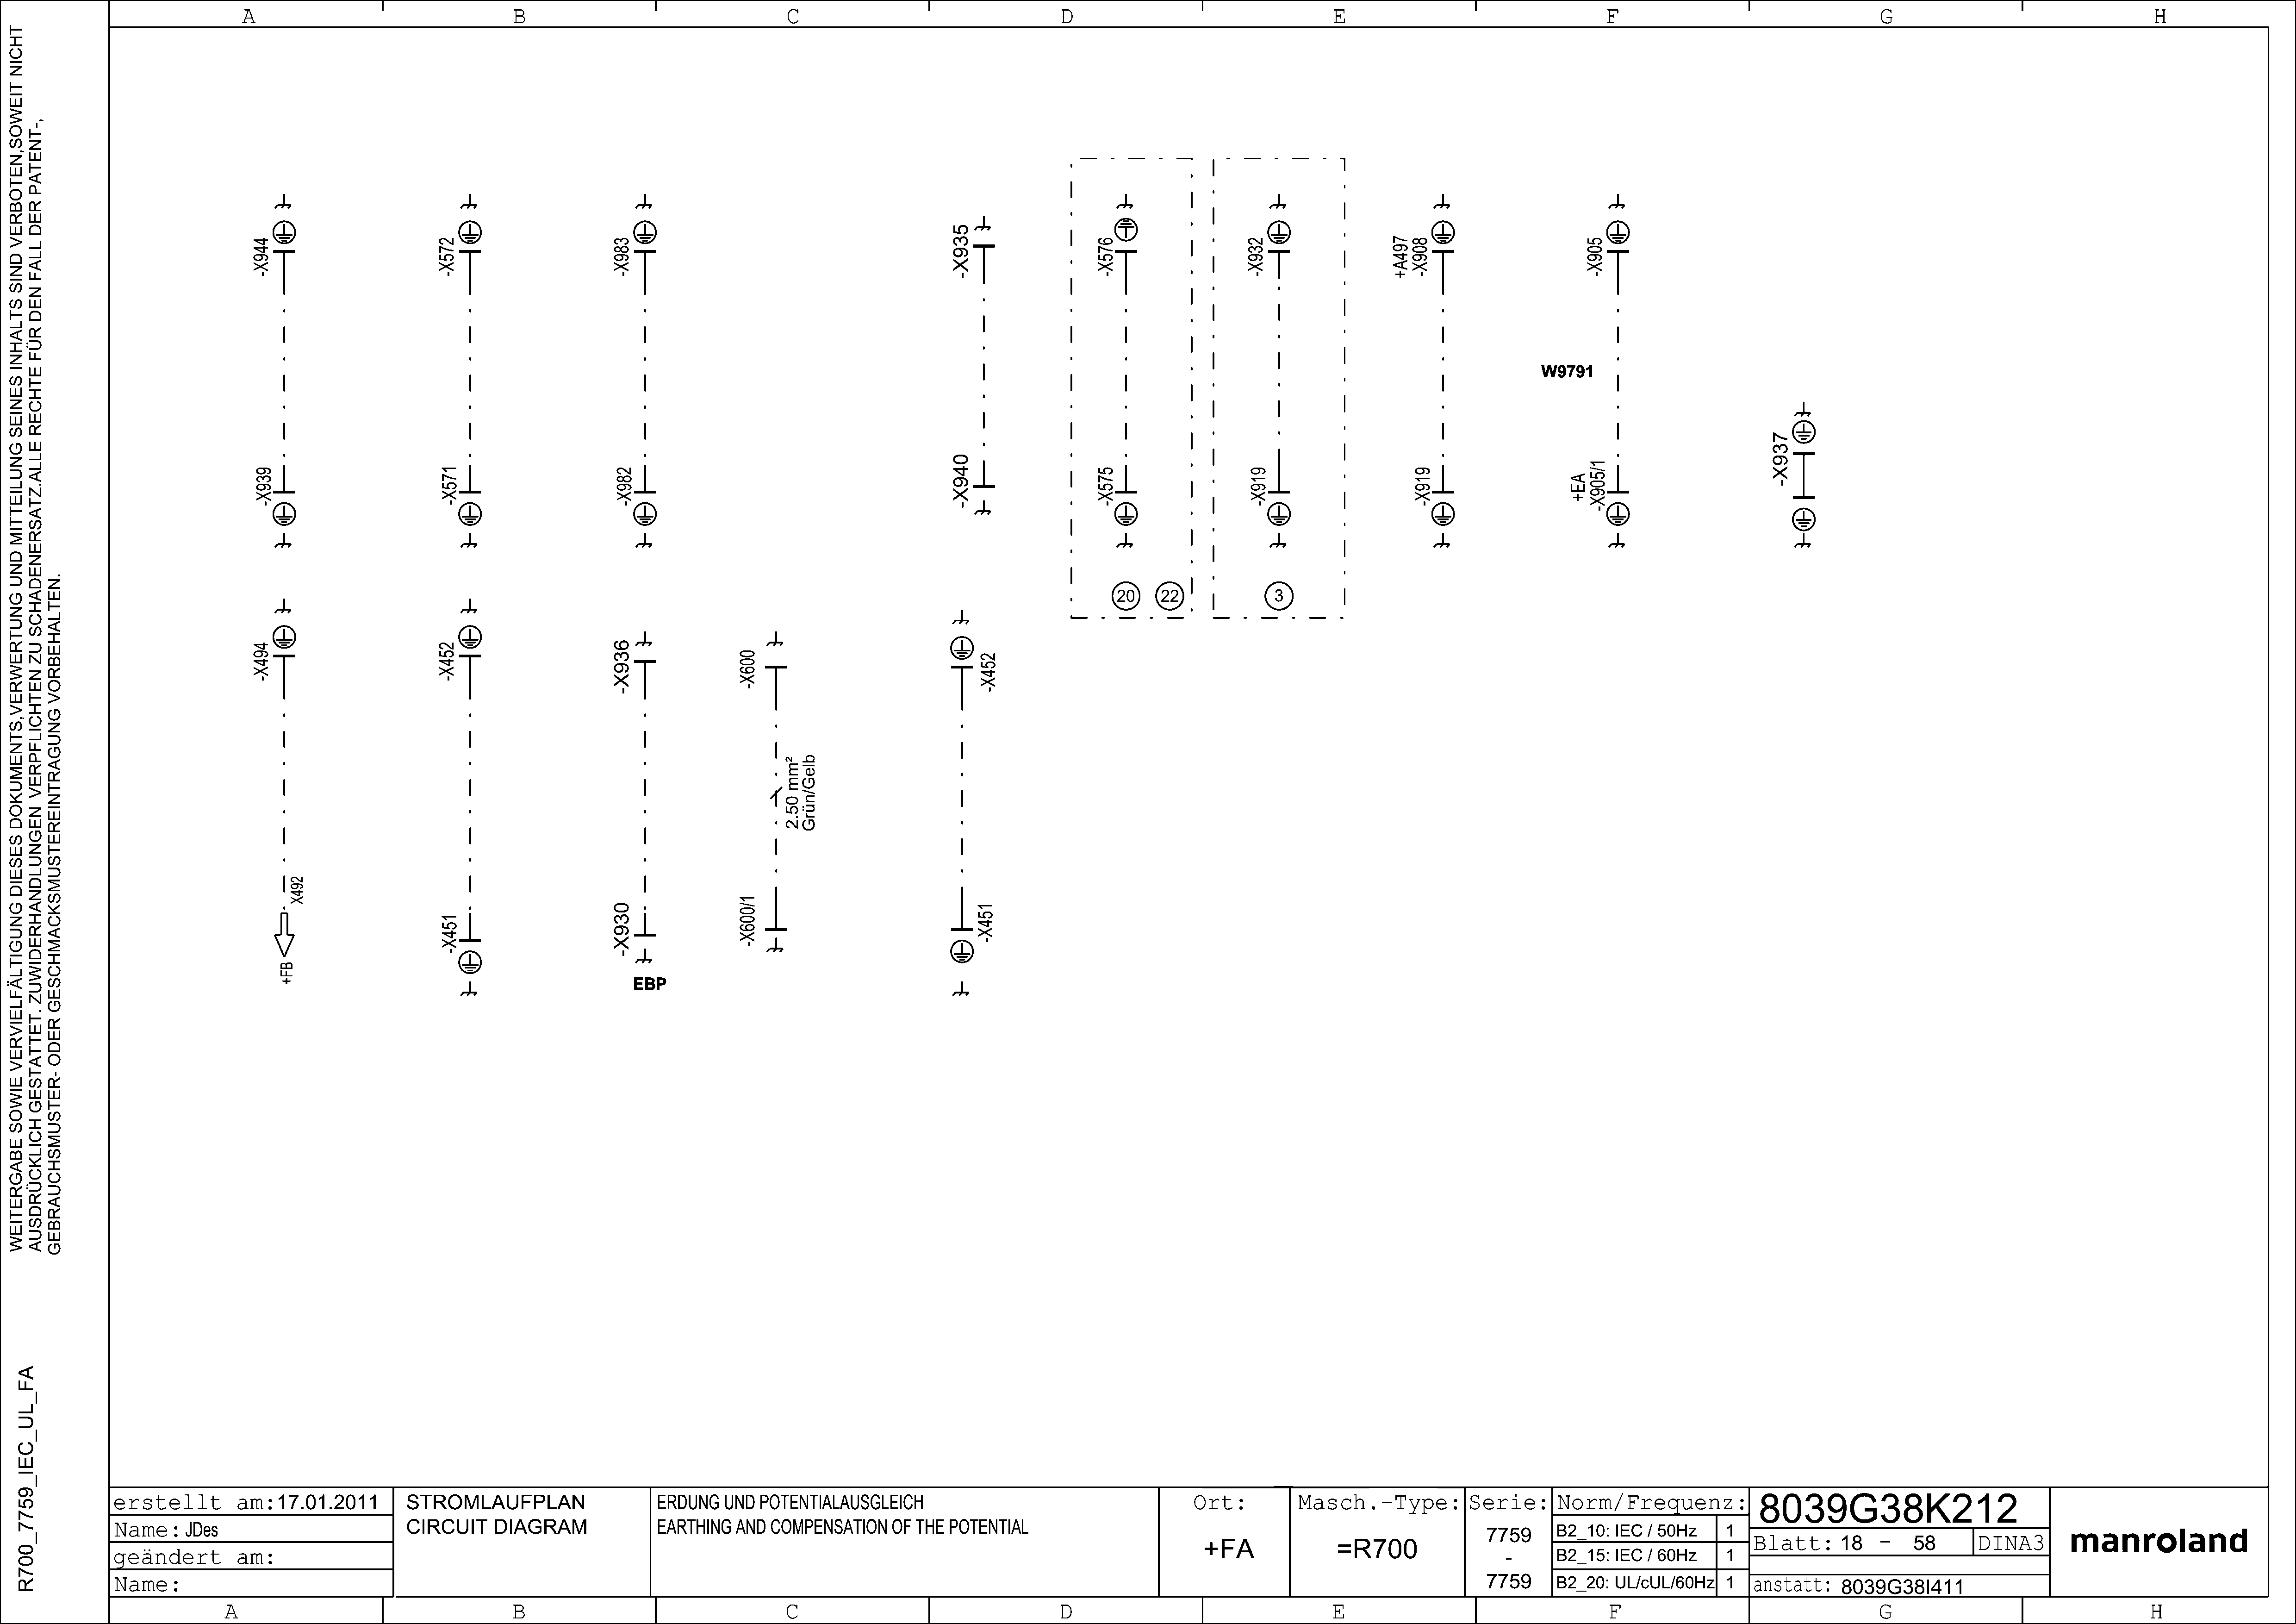 A B C D E F G H
WEITERGABE SOWIE VERVIELFÄLTIGUNG DIESES DOKUMENTS,VERWERTUNG UND MITTEILUNG SEINES INHALTS SIND VERBOTEN,SOWEIT NICHT
AUSDRÜCKLICH GESTATTET. ZUWIDERHANDLUNGEN VERPFLICHTEN ZU SCHADENERSATZ.ALLE RECHTE FÜR DEN FALL DER PATENT-,
GEBRAUCHSMUSTER- ODER GESCHMACKSMUSTEREINTRAGUNG VORBEHALTEN.
R700_7759_IEC_UL_FA
-X944
-X572
-X983
-X935
-X576
-X932
+A497
-X908
-X905
W9791
-X937
-X939
-X571
-X982
-X940
-X575
-X919
-X919
+EA
-X905/1
20
22
3
-X494
-X452
-X936
-X600
-X452
2.50 mm²
Grün/Gelb
X492
+FB
-X451
-X930
EBP
-X600/1
-X451
erstellt am:17.01.2011
Name: JDes
geändert am:
Name:
STROMLAUFPLAN
CIRCUIT DIAGRAM
ERDUNG UND POTENTIALAUSGLEICH
EARTHING AND COMPENSATION OF THE POTENTIAL
Ort:
+FA
Masch.-Type:
=R700
Serie:
7759
-
7759
Norm/Frequenz:
B2_10: IEC / 50Hz 1
B2_15: IEC / 60Hz 1
B2_20: UL/cUL/60Hz 1
8039G38K212
Blatt: 18 - 58 DINA3
anstatt: 8039G38I411
manroland
A B C D E F G H